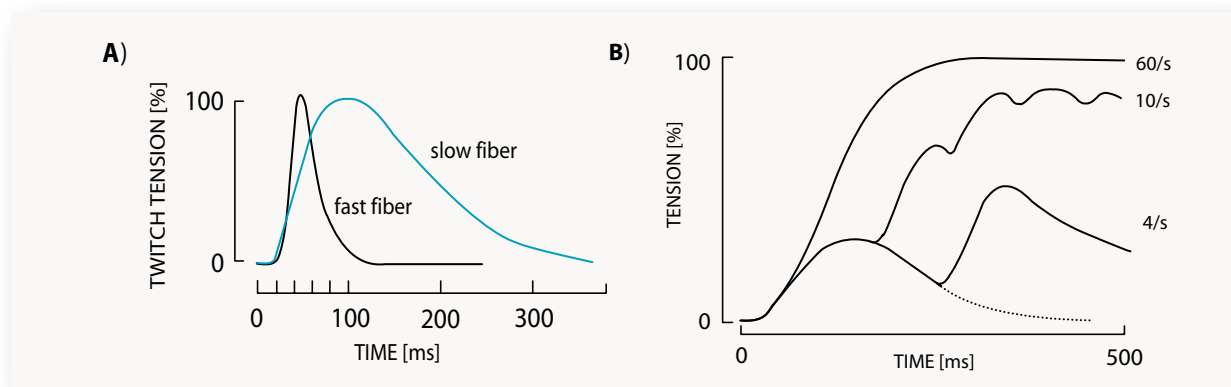 A)
TWITCH TENSION [%]
100
0
slow fiber
fast fiber
0 100 200 300
TIME [ms]
B)
TENSION [%]
100
0
60/s
10/s
4/s
0 500
TIME [ms]